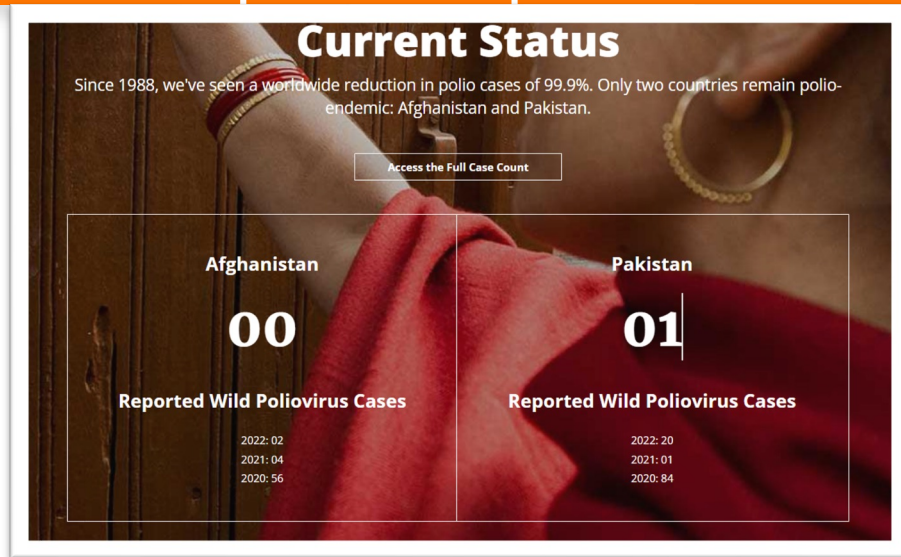 Current Status
Since 1988, we've seen a worldwide reduction in polio cases of 99.9%. Only two countries remain polio-
endemic: Afghanistan and Pakistan.
Access the Full Case Count
Afghanistan
00
Reported Wild Poliovirus Cases
2022: 02
2021: 04
2020: 56
Pakistan
01
Reported Wild Poliovirus Cases
2022: 20
2021: 01
2020: 84